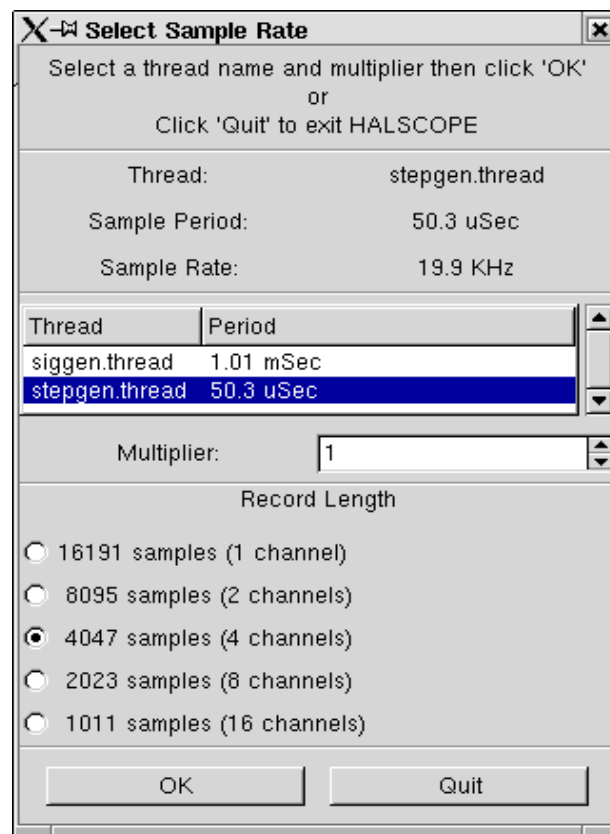 Select Sample Rate
Select a thread name and multiplier then click 'OK'
or
Click 'Quit' to exit HALSCOPE
Thread: stepgen.thread
Sample Period: 50.3 uSec
Sample Rate: 19.9 KHz
Thread Period
siggen.thread 1.01 mSec
stepgen.thread 50.3 uSec
Multiplier: 1
Record Length
16191 samples (1 channel)
8095 samples (2 channels)
4047 samples (4 channels)
2023 samples (8 channels)
1011 samples (16 channels)
OK Quit